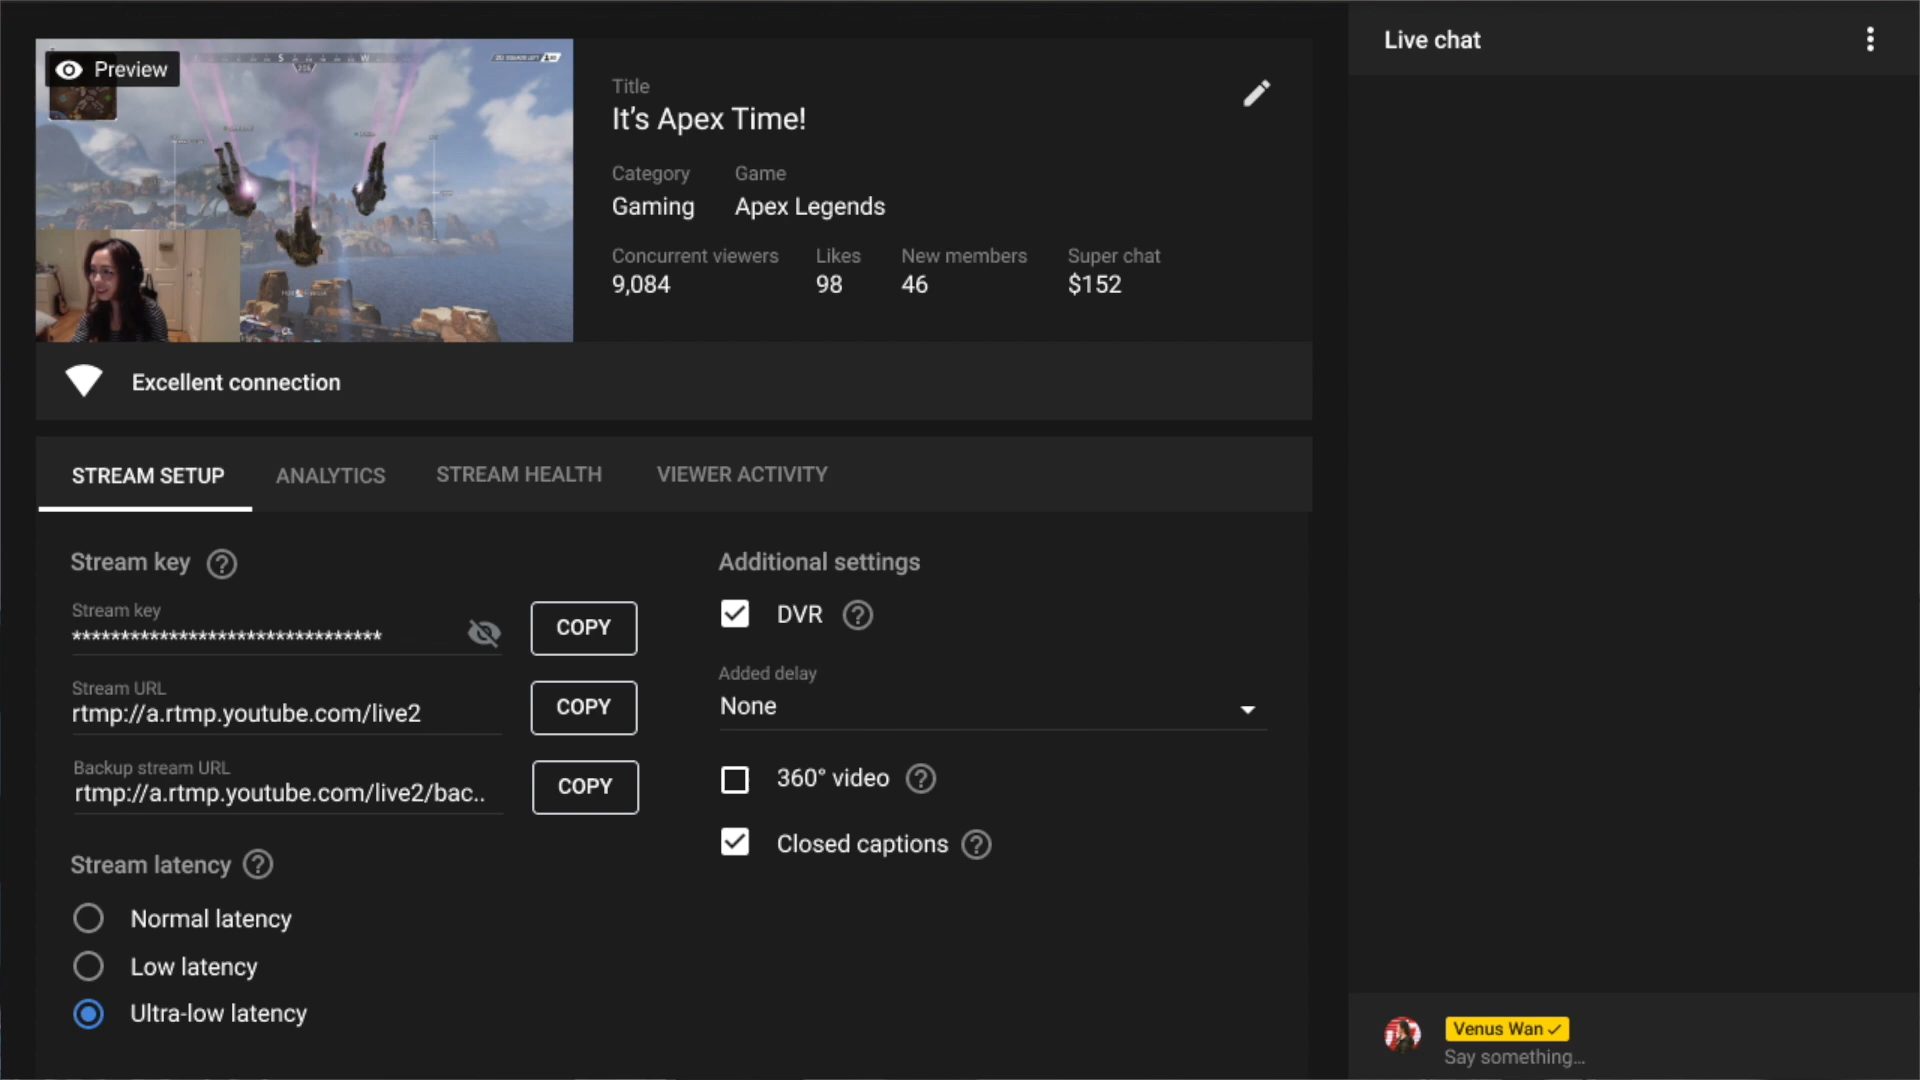 Preview
Title
It's Apex Time!
Category Game
Gaming Apex Legends
Concurrent viewers Likes New members Super chat
9,084 98 46 $152
Excellent connection
STREAM SETUP ANALYTICS STREAM HEALTH VIEWER ACTIVITY
Stream key
Stream key
******************************** COPY
Stream URL
rtmp://a.rtmp.youtube.com/live2 COPY
Backup stream URL
rtmp://a.rtmp.youtube.com/live2/bac.. COPY
Stream latency
Normal latency
Low latency
Ultra-low latency
Additional settings
DVR
Added delay
None
360° video
Closed captions
Live chat
Venus Wan
Say something...